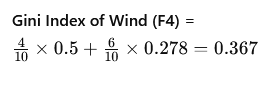 Gini Index of Wind (F4) =
4/10 × 0.5 + 6/10 × 0.278 = 0.367